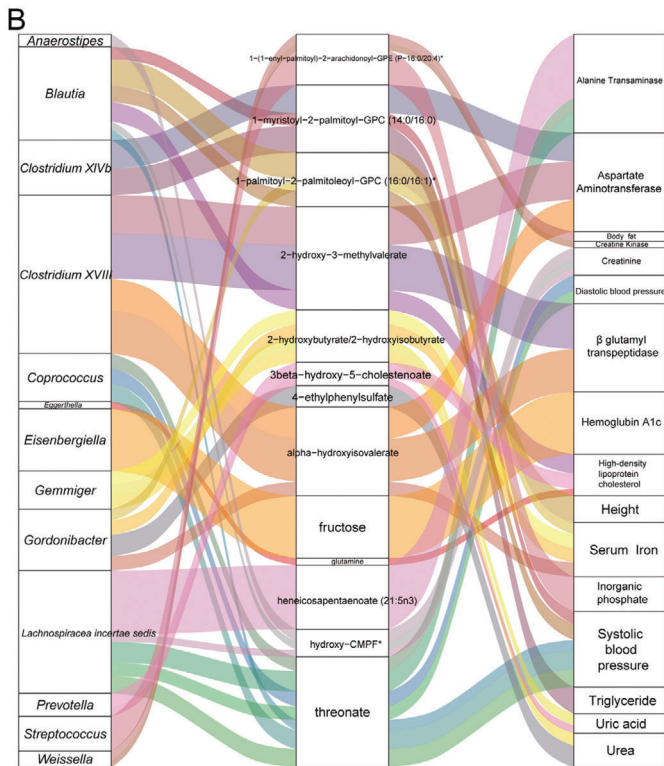 B
Anaerostipes
Blautia
Clostridium XIVb
Clostridium XVIII
Coprococcus
Eggerthella
Eisenbergiella
Gemmiger
Gordonibacter
Lachnospiracea incertae sedis
Prevotella
Streptococcus
Weissella
1−(1−enyl−palmitoyl)−2−arachidonoyl−GPE (P−16:0/20:4)*
1−myristoyl−2−palmitoyl−GPC (14:0/16:0)
1−palmitoyl−2−palmitoleoyl−GPC (16:0/16:1)*
2−hydroxy−3−methylvalerate
2−hydroxybutyrate/2−hydroxyisobutyrate
3beta−hydroxy−5−cholestenoate
4−ethylphenylsulfate
alpha−hydroxyisovalerate
fructose
glutamine
heneicosapentaenoate (21:5n3)
hydroxy−CMPF*
threonate
Alanine Transaminase
Aspartate
Aminotransferase
Body fat
Creatine Kinase
Creatinine
Diastolic blood pressure
β glutamyl
transpeptidase
Hemoglubin A1c
High-density
lipoprotein
cholesterol
Height
Serum Iron
Inorganic
phosphate
Systolic
blood
pressure
Triglyceride
Uric acid
Urea